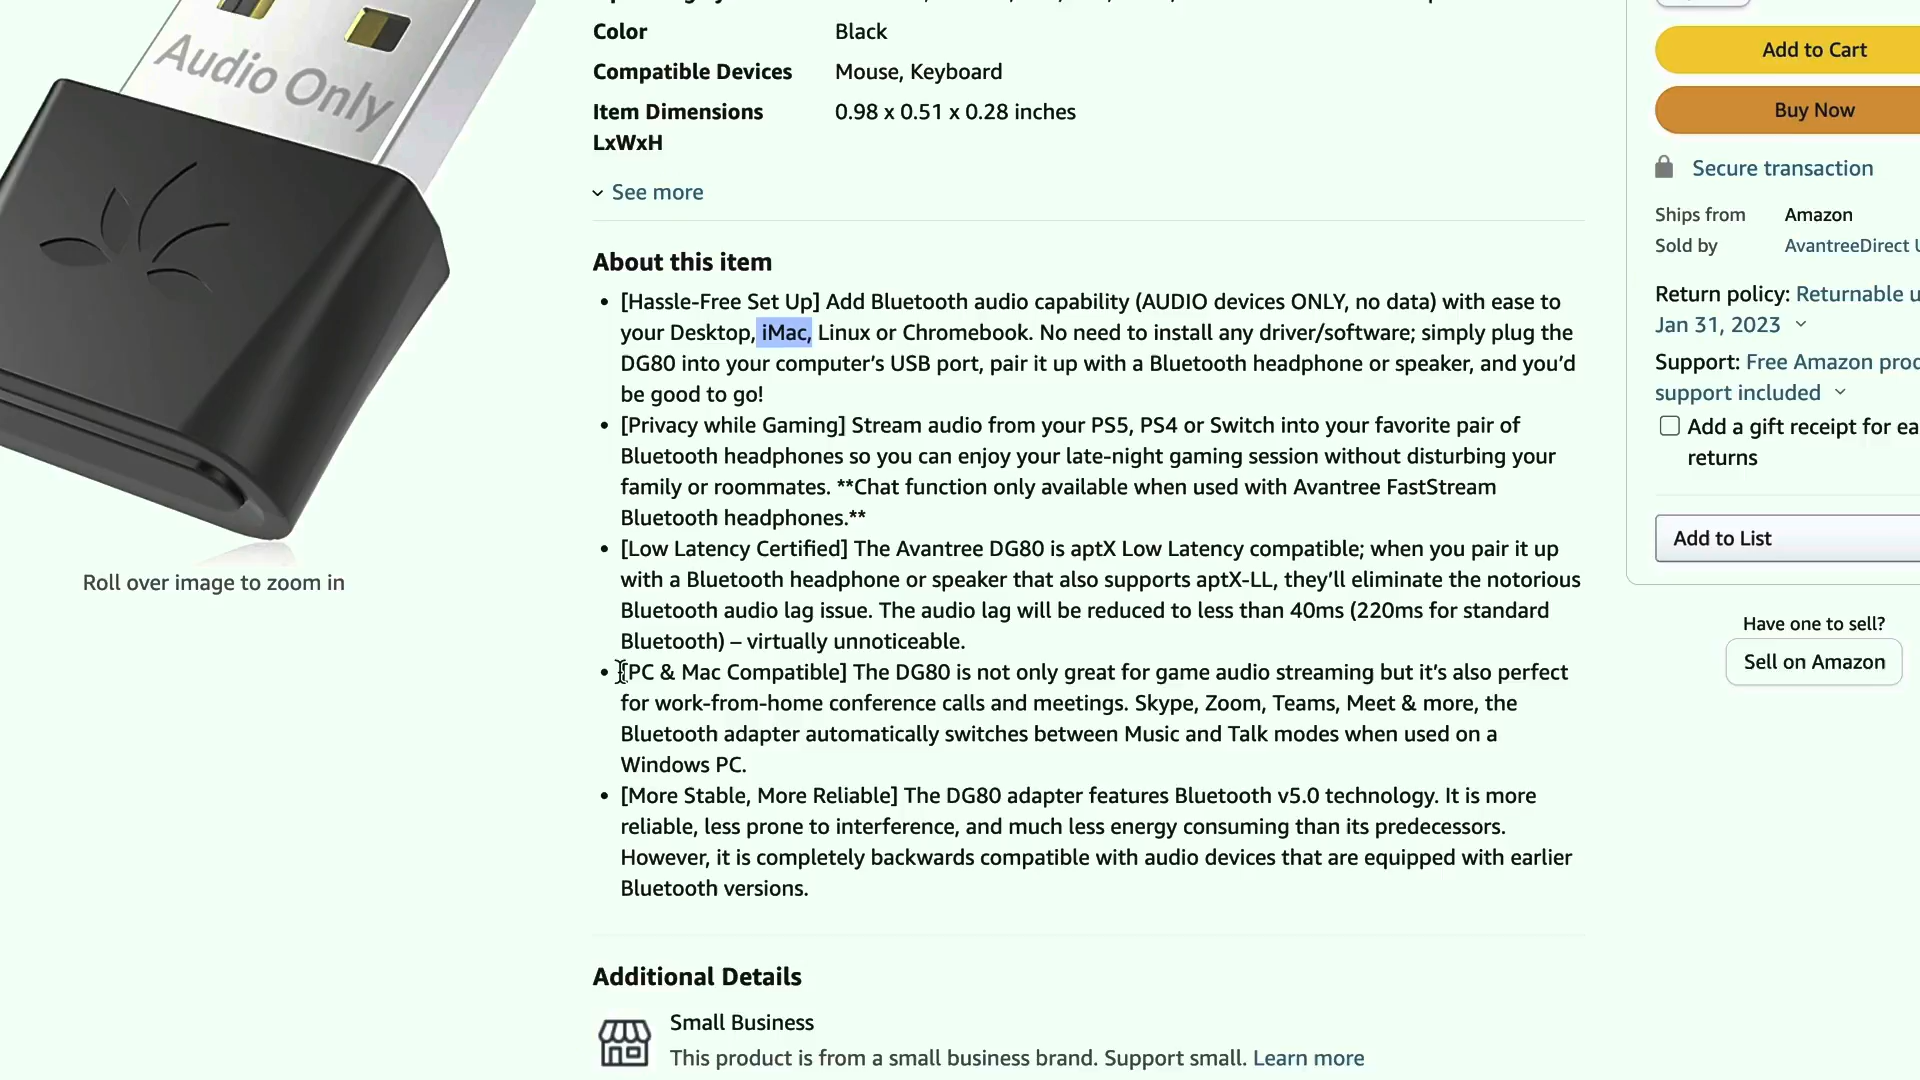 Audio Only
Roll over image to zoom in
Color Black
Compatible Devices Mouse, Keyboard
Item Dimensions 0.98 x 0.51 x 0.28 inches
LxWxH
See more
About this item
• [Hassle-Free Set Up] Add Bluetooth audio capability (AUDIO devices ONLY, no data) with ease to
your Desktop, iMac, Linux or Chromebook. No need to install any driver/software; simply plug the
DG80 into your computer’s USB port, pair it up with a Bluetooth headphone or speaker, and you’d
be good to go!
• [Privacy while Gaming] Stream audio from your PS5, PS4 or Switch into your favorite pair of
Bluetooth headphones so you can enjoy your late-night gaming session without disturbing your
family or roommates. **Chat function only available when used with Avantree FastStream
Bluetooth headphones.**
• [Low Latency Certified] The Avantree DG80 is aptX Low Latency compatible; when you pair it up
with a Bluetooth headphone or speaker that also supports aptX-LL, they’ll eliminate the notorious
Bluetooth audio lag issue. The audio lag will be reduced to less than 40ms (220ms for standard
Bluetooth) – virtually unnoticeable.
• [PC & Mac Compatible] The DG80 is not only great for game audio streaming but it’s also perfect
for work-from-home conference calls and meetings. Skype, Zoom, Teams, Meet & more, the
Bluetooth adapter automatically switches between Music and Talk modes when used on a
Windows PC.
• [More Stable, More Reliable] The DG80 adapter features Bluetooth v5.0 technology. It is more
reliable, less prone to interference, and much less energy consuming than its predecessors.
However, it is completely backwards compatible with audio devices that are equipped with earlier
Bluetooth versions.
Additional Details
Small Business
This product is from a small business brand. Support small. Learn more
Add to Cart
Buy Now
Secure transaction
Ships from Amazon
Sold by AvantreeDirect U
Return policy: Returnable u
Jan 31, 2023
Support: Free Amazon prod
support included
Add a gift receipt for ea
returns
Add to List
Have one to sell?
Sell on Amazon